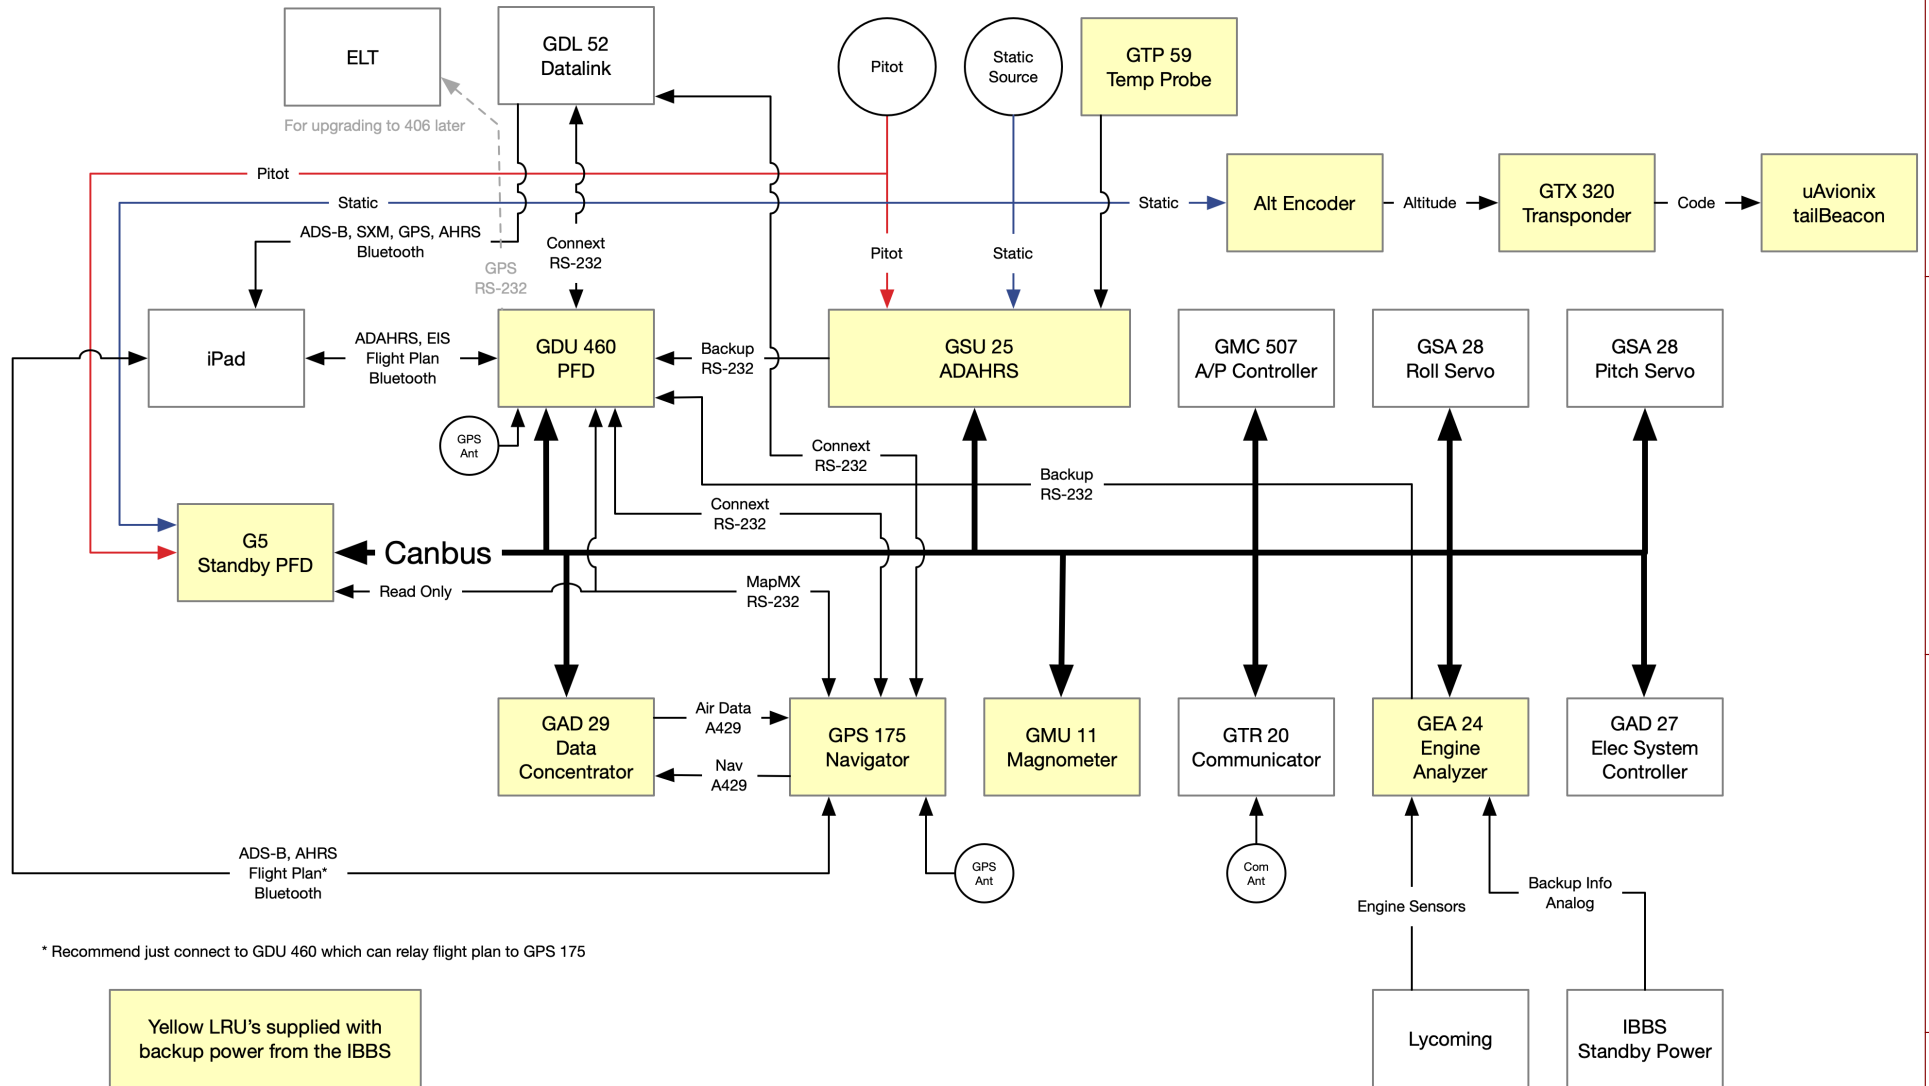 ELT
GDL 52
Datalink
Pitot
Static
Source
GTP 59
Temp Probe
For upgrading to 406 later
Pitot
Static
Static
Alt Encoder
Altitude
GTX 320
Transponder
Code
uAvionix
tailBeacon
ADS-B, SXM, GPS, AHRS
Bluetooth
Connext
RS-232
GPS
RS-232
Pitot
Static
iPad
ADAHRS, EIS
Flight Plan
Bluetooth
GDU 460
PFD
Backup
RS-232
GSU 25
ADAHRS
GMC 507
A/P Controller
GSA 28
Roll Servo
GSA 28
Pitch Servo
GPS
Ant
Connext
RS-232
Backup
RS-232
Connext
RS-232
G5
Standby PFD
Canbus
Read Only
MapMX
RS-232
GAD 29
Data
Concentrator
Air Data
A429
Nav
A429
GPS 175
Navigator
GMU 11
Magnometer
GTR 20
Communicator
GEA 24
Engine
Analyzer
GAD 27
Elec System
Controller
ADS-B, AHRS
Flight Plan*
Bluetooth
GPS
Ant
Com
Ant
Engine Sensors
Backup Info
Analog
* Recommend just connect to GDU 460 which can relay flight plan to GPS 175
Yellow LRU's supplied with
backup power from the IBBS
Lycoming
IBBS
Standby Power